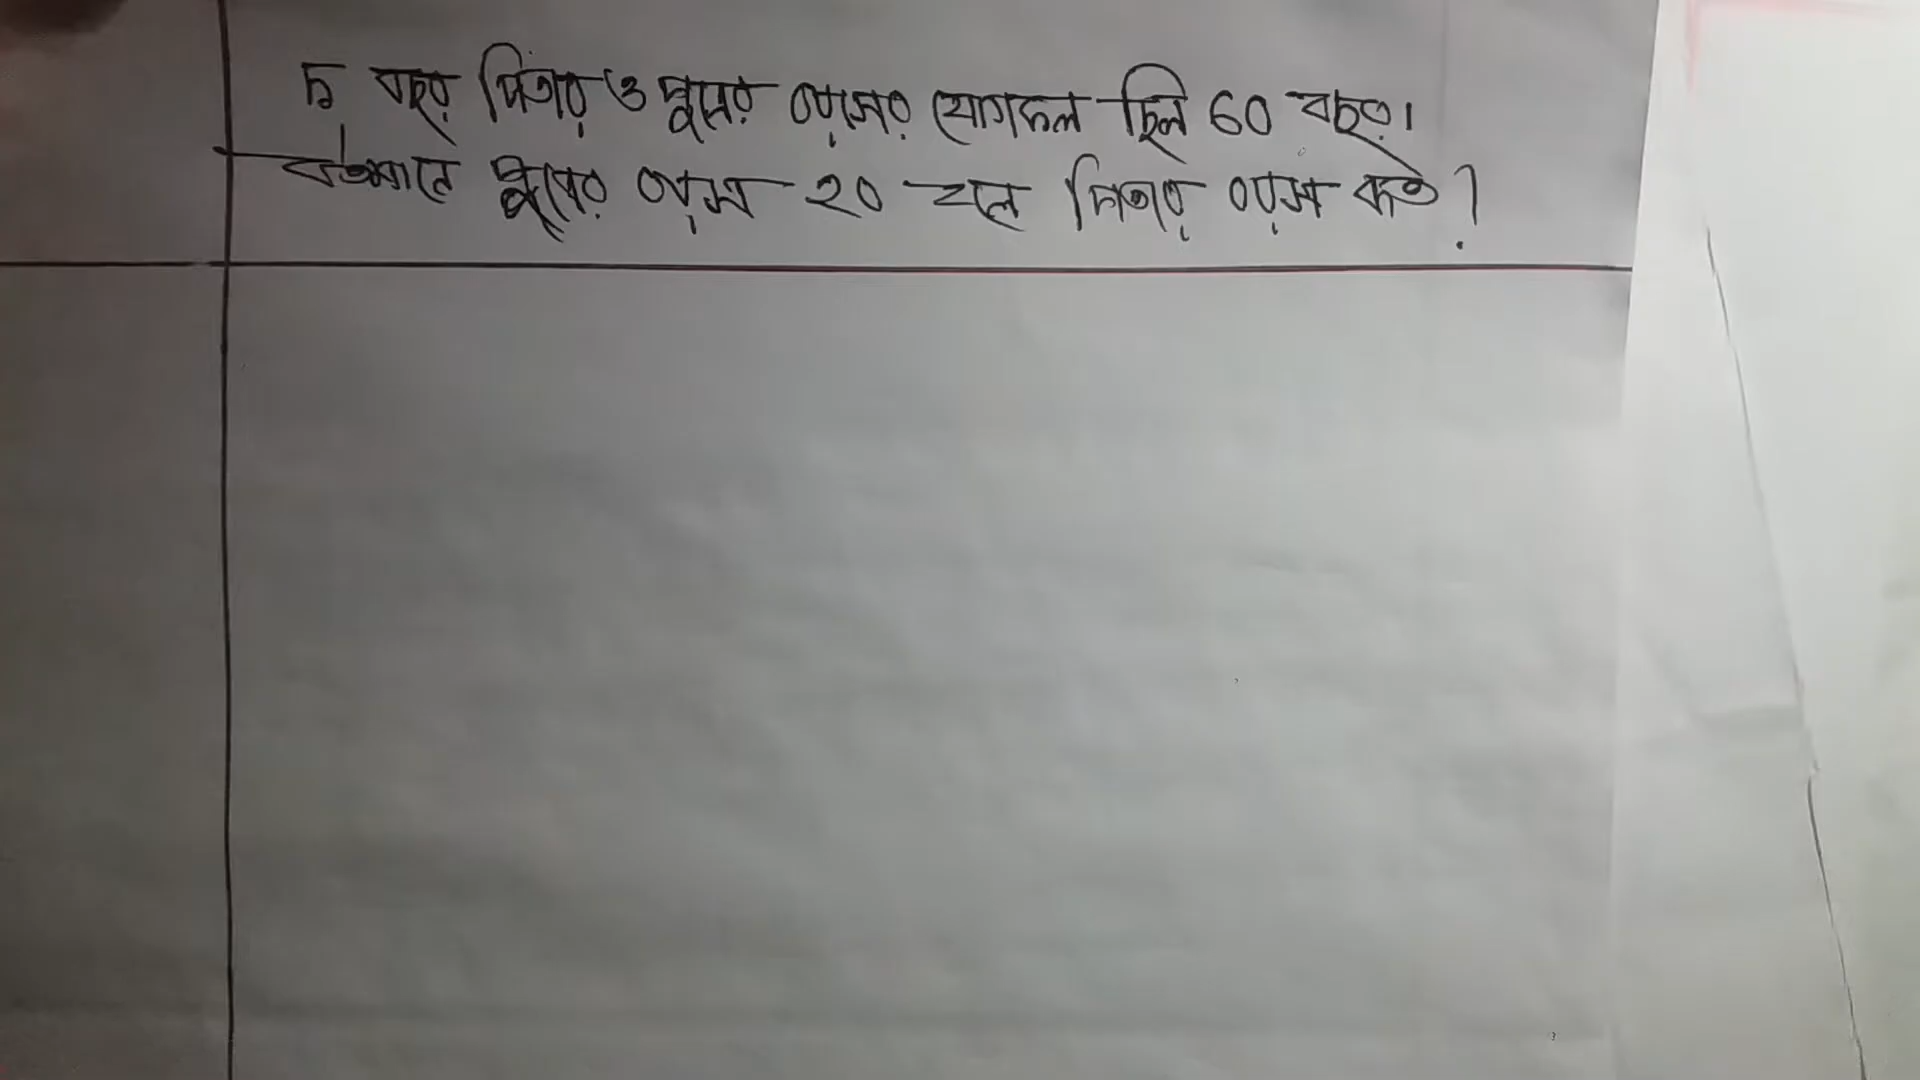 ৮ বছর পিতার ও পুত্রের বয়সের যোগফল ছিল 60 বছর।
বর্তমানে পুত্রের বয়স ২০ হলে পিতার বয়স কত?